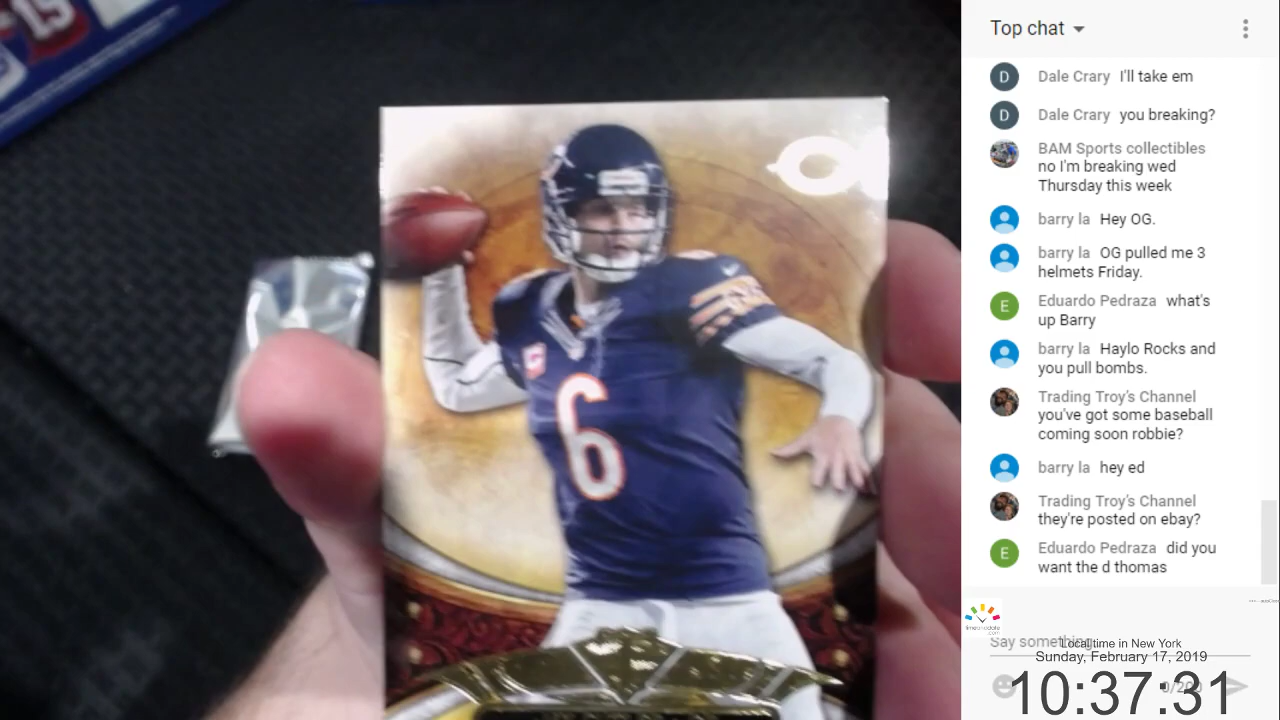 15
6
Top chat
D Dale Crary I'll take em
D Dale Crary you breaking?
BAM Sports collectibles
no I'm breaking wed
Thursday this week
barry la Hey OG.
barry la OG pulled me 3
helmets Friday.
E Eduardo Pedraza what's
up Barry
barry la Haylo Rocks and
you pull bombs.
Trading Troy's Channel
you've got some baseball
coming soon robbie?
barry la hey ed
Trading Troy's Channel
they're posted on ebay?
E Eduardo Pedraza did you
want the d thomas
Say something...
Local time in New York
Sunday, February 17, 2019
10:37:31